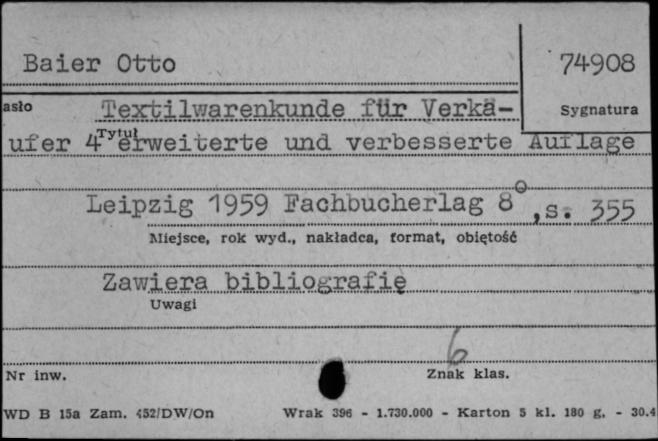 Baier Otto
74908
asło
Textilwarenkunde für Verkä-
Sygnatura
Tytuł
ufer 4 erweiterte und verbesserte Auflage
Leipzig 1959 Fachbucherlag 8° , s. 355
Miejsce, rok wyd., nakładca, format, objętość
Zawiera bibliografię
Uwagi
6
Nr inw.
Znak klas.
WD B 15a Zam. 452/DW/On
Wrak 396 - 1.730.000 - Karton 5 kl. 180 g. - 30.4